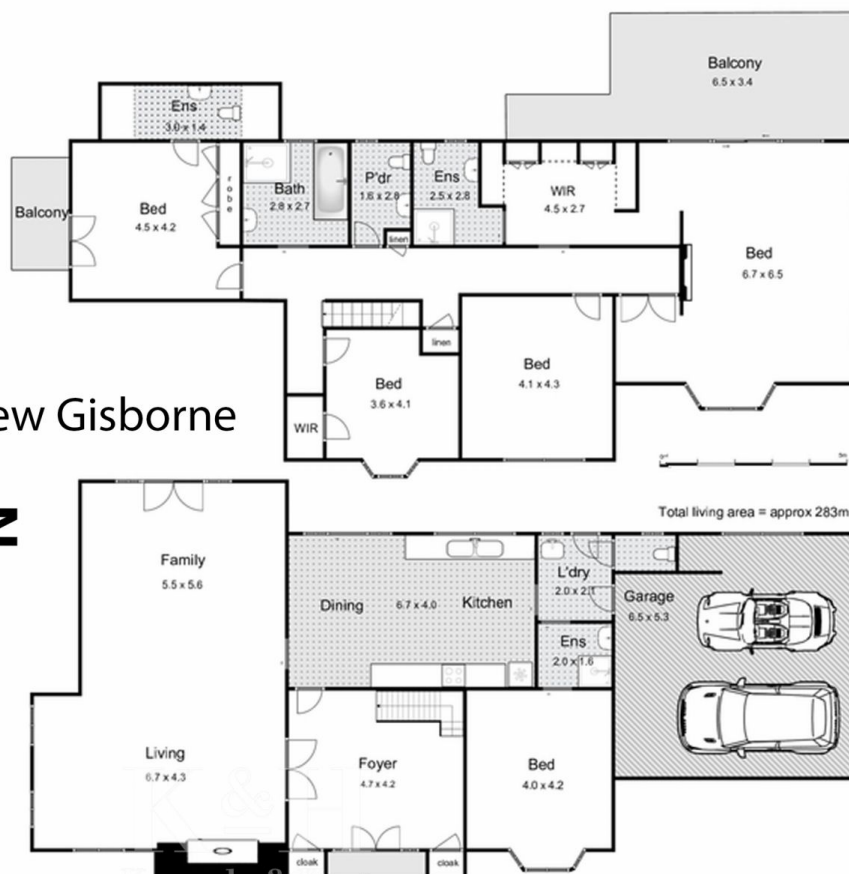 Balcony
6.5 x 3.4
Ens
3.0 x 1.4
Balcony
Bed
4.5 x 4.2
robe
Bath
2.8 x 2.7
P'dr
1.6 x 2.8
linen
Ens
2.5 x 2.8
WIR
4.5 x 2.7
Bed
6.7 x 6.5
linen
Bed
3.6 x 4.1
WIR
Bed
4.1 x 4.3
ew Gisborne
Total living area = approx 283m
N
Family
5.5 x 5.6
Dining
6.7 x 4.0
Kitchen
L'dry
2.0 x 2.1
Garage
6.5 x 5.3
Ens
2.0 x 1.6
Living
6.7 x 4.3
Foyer
4.7 x 4.2
Bed
4.0 x 4.2
cloak
cloak